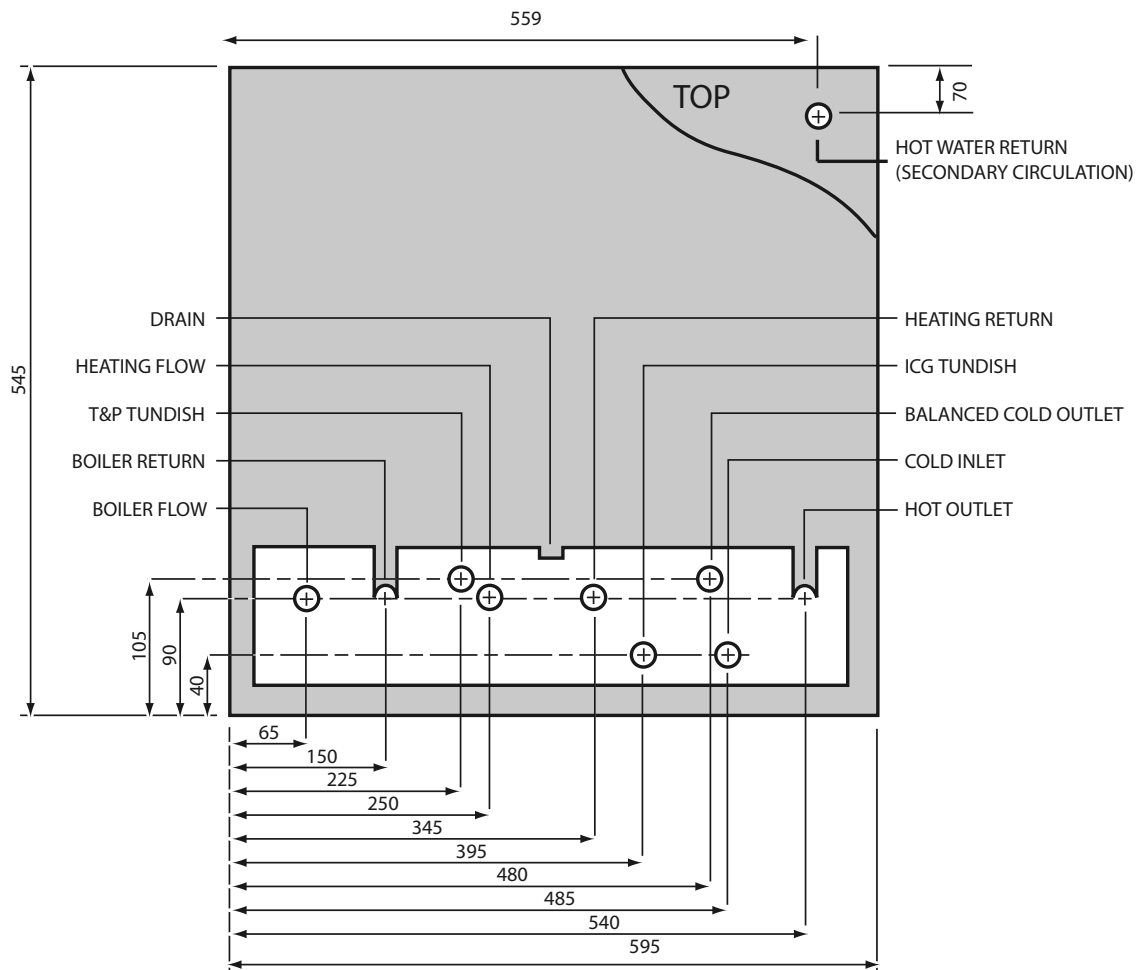 559
TOP
70
HOT WATER RETURN
(SECONDARY CIRCULATION)
545
DRAIN
HEATING RETURN
HEATING FLOW
ICG TUNDISH
T&P TUNDISH
BALANCED COLD OUTLET
BOILER RETURN
COLD INLET
BOILER FLOW
HOT OUTLET
105
90
40
65
150
225
250
345
395
480
485
540
595